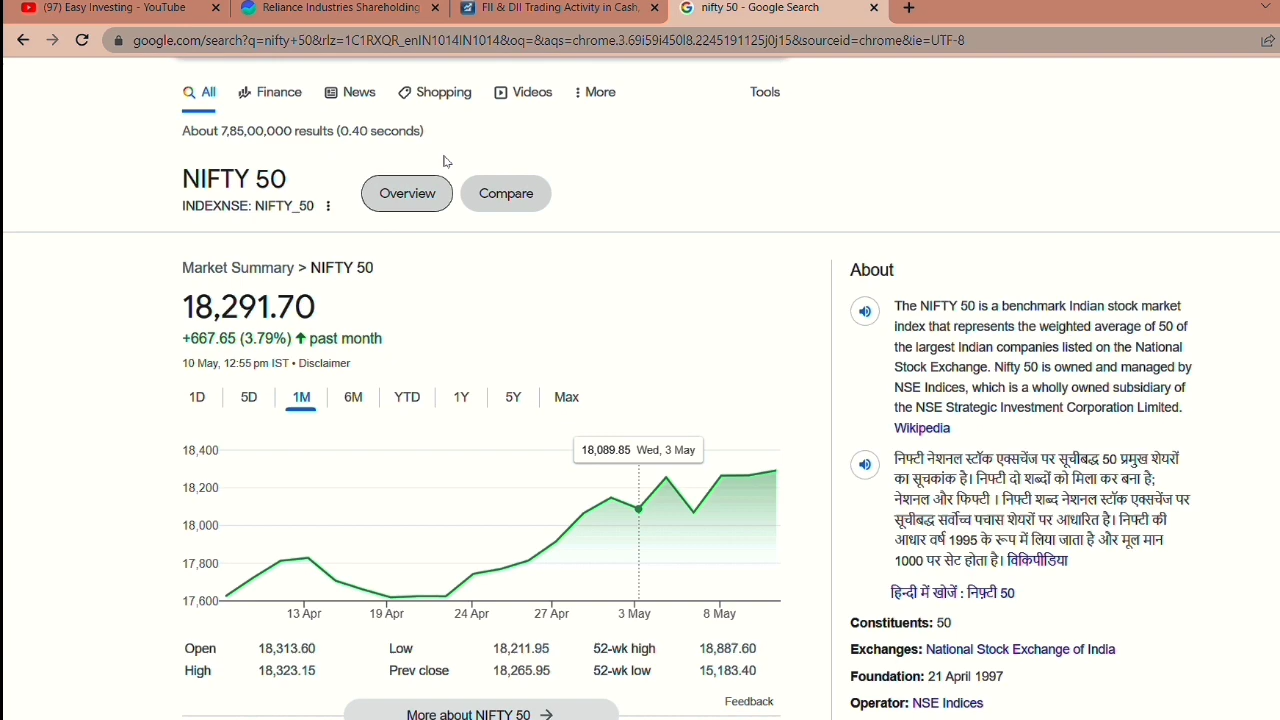 (97) Easy Investing - YouTube
Reliance Industries Shareholding
FII & DII Trading Activity in Cash,
nifty 50 - Google Search
google.com/search?q=nifty+50&rlz=1C1RXQR_enIN1014IN1014&oq=&aqs=chrome.3.69i59i450l8.2245191125j0j15&sourceid=chrome&ie=UTF-8
All Finance News Shopping Videos More Tools
About 7,85,00,000 results (0.40 seconds)
NIFTY 50
INDEXNSE: NIFTY_50
Overview Compare
Market Summary > NIFTY 50
18,291.70
+667.65 (3.79%) ↑ past month
10 May, 12:55 pm IST • Disclaimer
1D 5D 1M 6M YTD 1Y 5Y Max
18,089.85 Wed, 3 May
18,400
18,200
18,000
17,800
17,600
13 Apr 19 Apr 24 Apr 27 Apr 3 May 8 May
Open 18,313.60 Low 18,211.95 52-wk high 18,887.60
High 18,323.15 Prev close 18,265.95 52-wk low 15,183.40
Feedback
More about NIFTY 50 →
About
The NIFTY 50 is a benchmark Indian stock market
index that represents the weighted average of 50 of
the largest Indian companies listed on the National
Stock Exchange. Nifty 50 is owned and managed by
NSE Indices, which is a wholly owned subsidiary of
the NSE Strategic Investment Corporation Limited.
Wikipedia
निफ्टी नेशनल स्टॉक एक्सचेंज पर सूचीबद्ध 50 प्रमुख शेयरों
का सूचकांक है। निफ्टी दो शब्दों को मिला कर बना है;
नेशनल और फिफ्टी । निफ्टी शब्द नेशनल स्टॉक एक्सचेंज पर
सूचीबद्ध सर्वोच्च पचास शेयरों पर आधारित है। निफ्टी की
आधार वर्ष 1995 के रूप में लिया जाता है और मूल मान
1000 पर सेट होता है। विकिपीडिया
हिन्दी में खोजें : निफ़्टी 50
Constituents: 50
Exchanges: National Stock Exchange of India
Foundation: 21 April 1997
Operator: NSE Indices